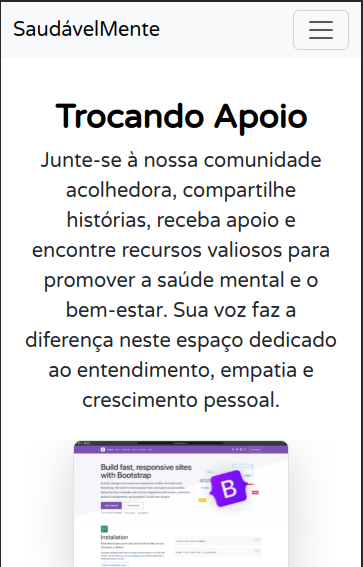 SaudávelMente
Trocando Apoio
Junte-se à nossa comunidade
acolhedora, compartilhe
histórias, receba apoio e
encontre recursos valiosos para
promover a saúde mental e o
bem-estar. Sua voz faz a
diferença neste espaço dedicado
ao entendimento, empatia e
crescimento pessoal.
Build fast, responsive sites
with Bootstrap
B
Installation